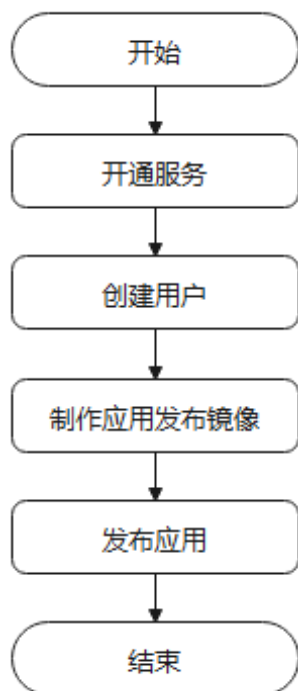 开始
开通服务
创建用户
制作应用发布镜像
发布应用
结束